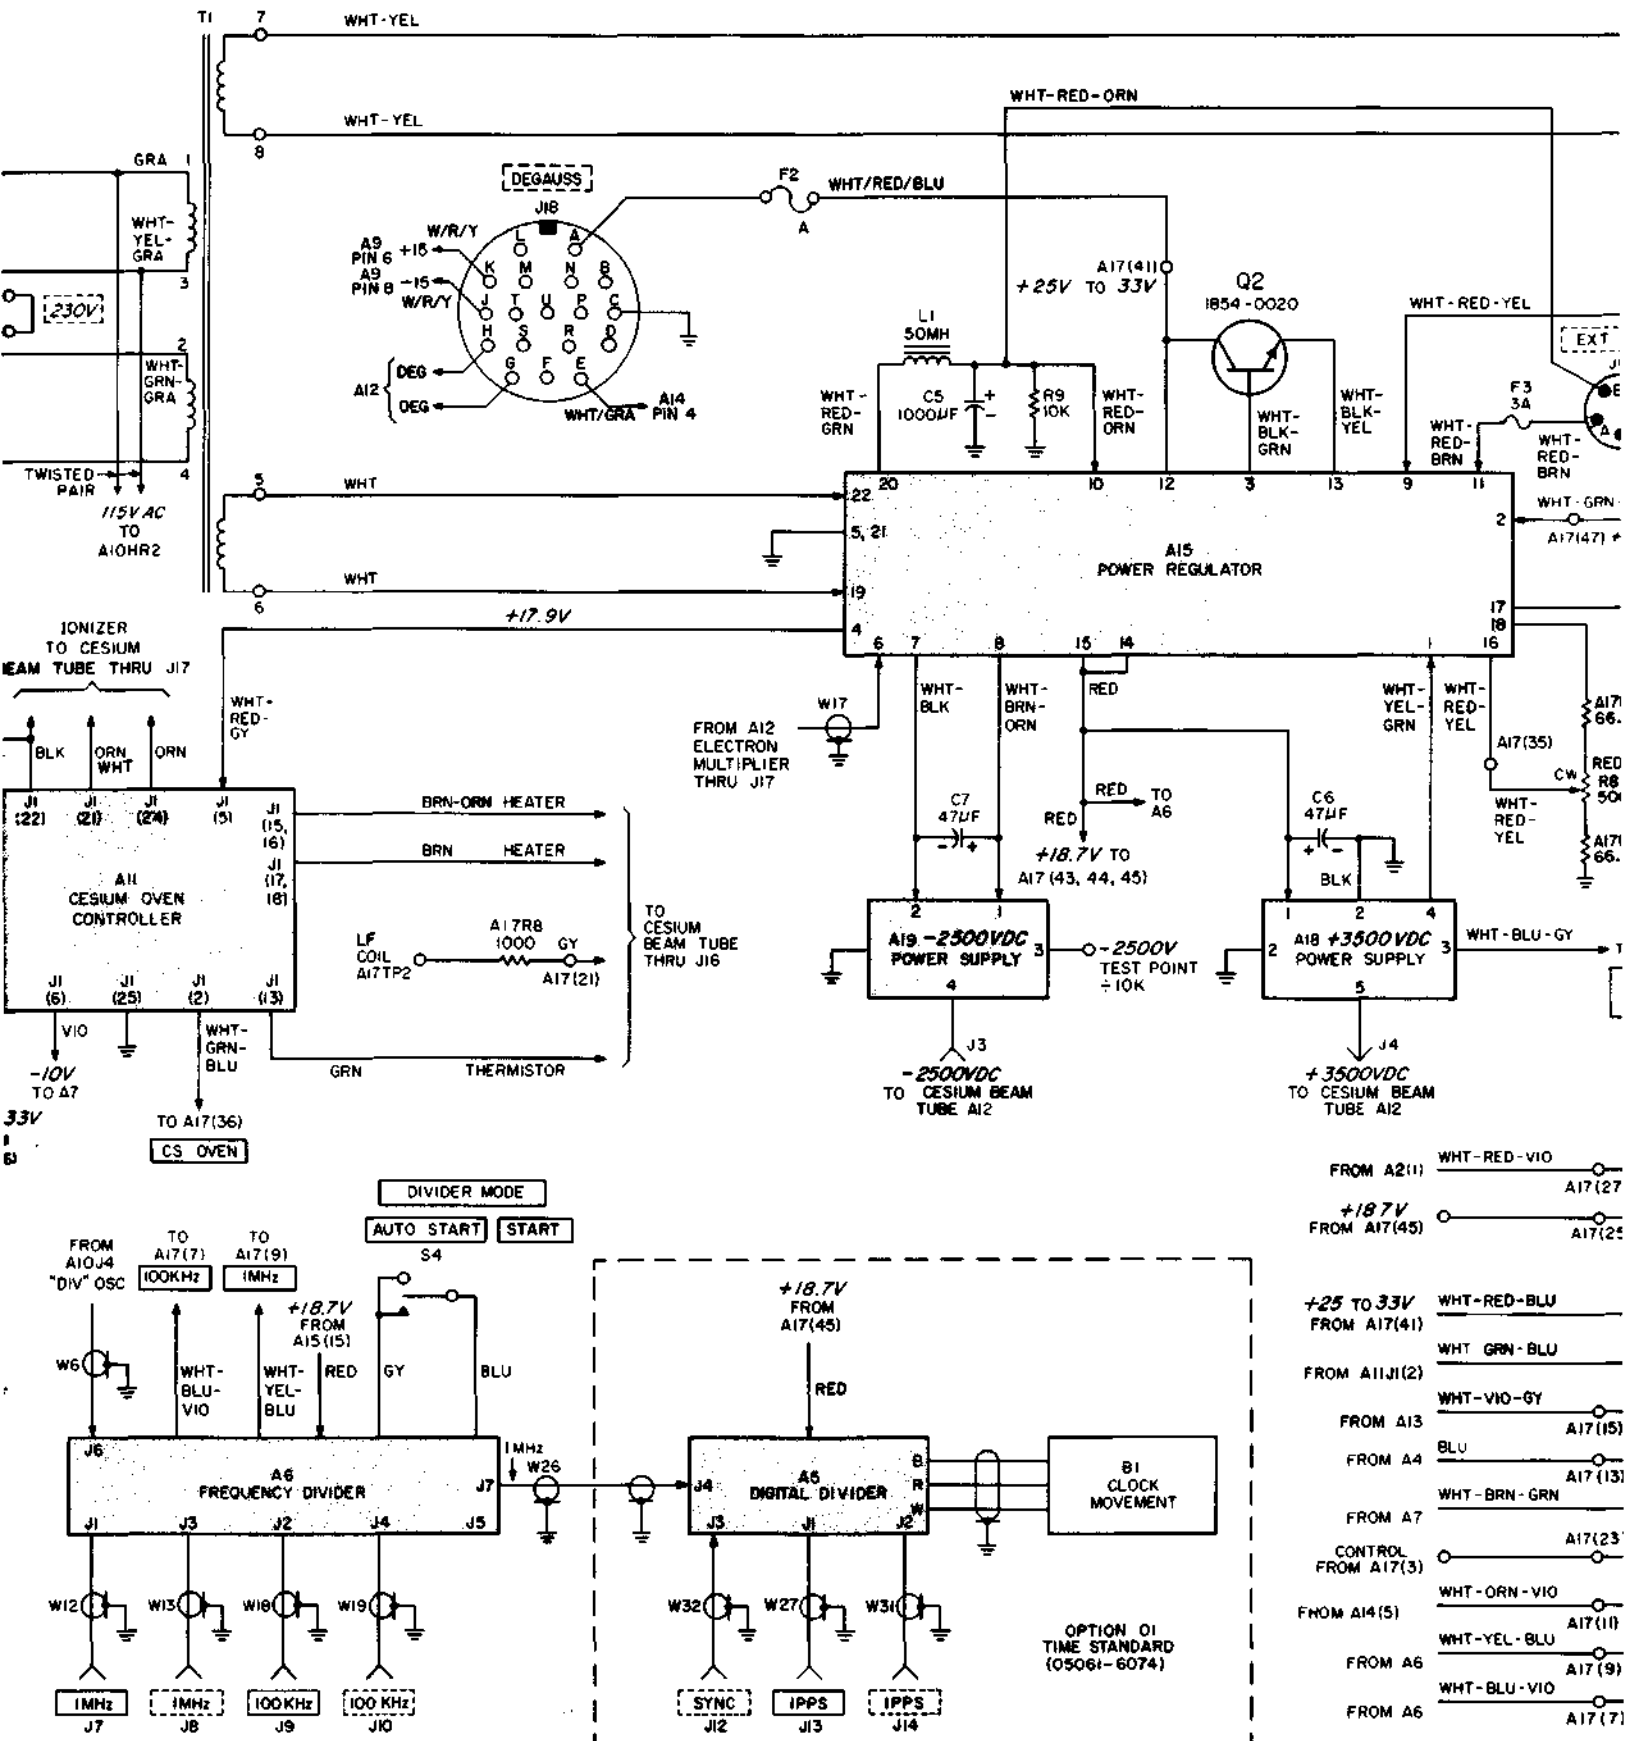 T1
7
WHT-YEL
WHT-RED-ORN
WHT-YEL
8
GRA 1
DEGAUSS
F2
WHT/RED/BLU
A
J18
WHT-
YEL-
GRA
3
W/R/Y
A9
PIN 6
+15
A9
PIN 8
-15
W/R/Y
L
A
K
M
N
B
J
T
U
P
C
H
S
R
D
G
F
E
A12
DEG
DEG
WHT/GRA
A14
PIN 4
230V
2
WHT-
GRN-
GRA
4
TWISTED
PAIR
115V AC
TO
A10HR2
A17(41)
+25V TO 33V
Q2
1854-0020
WHT-RED-YEL
EXT
L1
50MH
F3
3A
WHT-
RED-
GRN
C5
1000µF
+
-
R9
10K
WHT-
RED-
ORN
WHT-
BLK-
GRN
WHT-
BLK-
YEL
WHT-
RED-
BRN
WHT-
RED-
BRN
A
5
WHT
22
20
10
12
3
13
9
11
2
WHT-GRN-
A17(47)
5, 21
A15
POWER REGULATOR
WHT
6
19
17
18
+17.9V
4
6
7
8
15
14
1
16
IONIZER
TO CESIUM
BEAM TUBE THRU J17
WHT-
RED-
GY
BLK
ORN
WHT
ORN
W17
FROM A12
ELECTRON
MULTIPLIER
THRU J17
WHT-
BLK
WHT-
BRN-
ORN
RED
WHT-
YEL-
GRN
WHT-
RED-
YEL
A17(35)
CW
RED
R8
WHT-
RED-
YEL
RED
TO
A6
RED
+18.7V TO
A17 (43, 44, 45)
C7
47µF
- +
C6
47µF
+ -
BLK
J1
(22)
J1
(21)
J1
(24)
J1
(5)
J1
(15,
16)
J1
(17,
18)
A11
CESIUM OVEN
CONTROLLER
BRN-ORN HEATER
BRN HEATER
LF
COIL
A17TP2
A17R8
1000
GY
A17(21)
TO
CESIUM
BEAM TUBE
THRU J16
J1
(6)
J1
(25)
J1
(2)
J1
(13)
VIO
WHT-
GRN-
BLU
GRN
THERMISTOR
-10V
TO A7
33V
TO A17(36)
CS OVEN
2
1
A19 -2500VDC
POWER SUPPLY
3
4
-2500V
TEST POINT
÷10K
J3
-2500VDC
TO CESIUM BEAM
TUBE A12
1
2
4
2
A18 +3500VDC
POWER SUPPLY
3
5
WHT-BLU-GY
J4
+3500VDC
TO CESIUM BEAM
TUBE A12
DIVIDER MODE
AUTO START
START
S4
FROM
A10J4
"DIV" OSC
TO
A17(7)
100KHz
TO
A17(9)
1MHz
+18.7V
FROM
A15(15)
W6
WHT-
BLU-
VIO
WHT-
YEL-
BLU
RED
GY
BLU
+18.7V
FROM
A17(45)
RED
J6
A6
FREQUENCY DIVIDER
J7
J1
J3
J2
J4
J5
1MHz
W26
J4
A5
DIGITAL DIVIDER
B
R
W
J3
J1
J2
B1
CLOCK
MOVEMENT
W12
W13
W18
W19
W32
W27
W31
1MHz
J7
1MHz
J8
100KHz
J9
100 KHz
J10
SYNC
J12
1PPS
J13
1PPS
J14
OPTION 01
TIME STANDARD
(05061-6074)
FROM A2(1)
WHT-RED-VIO
A17(27
+18.7V
FROM A17(45)
A17(25
+25 TO 33V
FROM A17(41)
WHT-RED-BLU
WHT GRN-BLU
FROM A11J1(2)
WHT-VIO-GY
FROM A13
A17(15)
BLU
FROM A4
A17(13)
WHT-BRN-GRN
FROM A7
CONTROL
FROM A17(3)
A17(23
WHT-ORN-VIO
FROM A14(5)
A17(11)
WHT-YEL-BLU
FROM A6
A17(9)
WHT-BLU-VIO
FROM A6
A17(7)